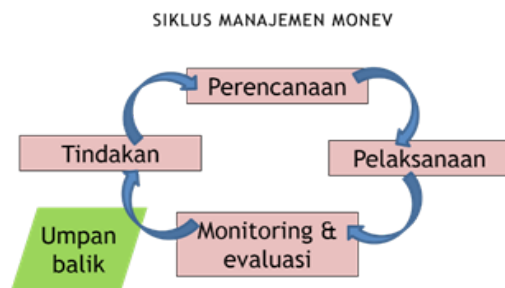 SIKLUS MANAJEMEN MONEV
Perencanaan
Tindakan
Pelaksanaan
Umpan
balik
Monitoring &
evaluasi